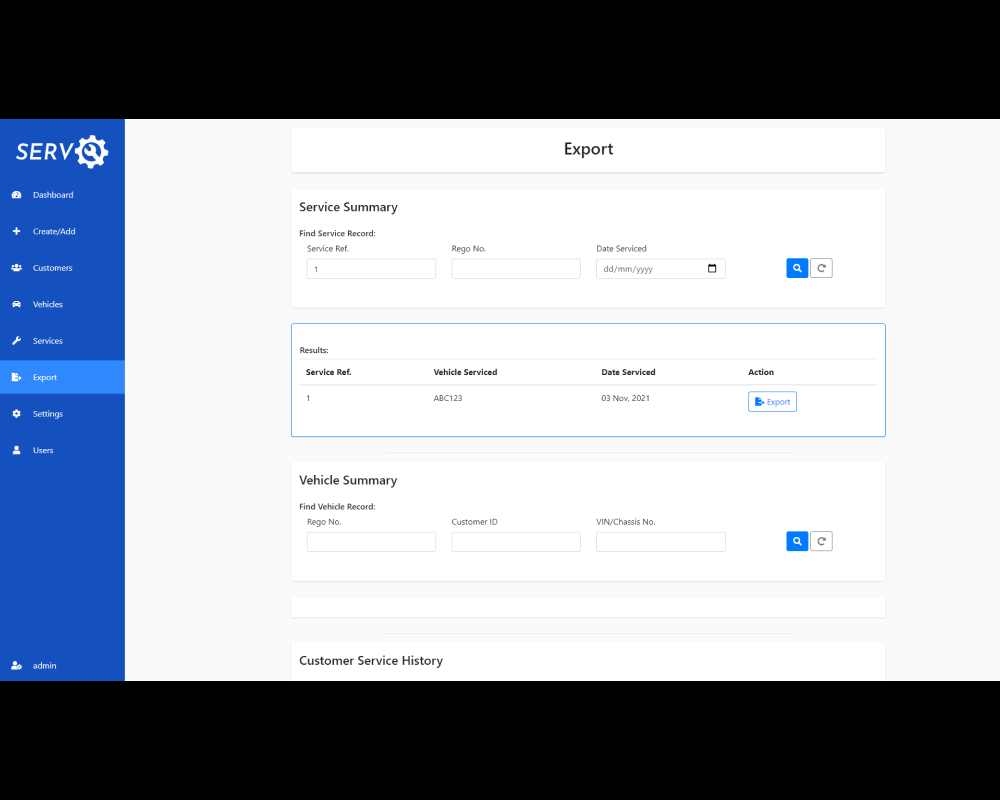 SERVO
Dashboard
Create/Add
Customers
Vehicles
Services
Export
Settings
Users
admin
Export
Service Summary
Find Service Record:
Service Ref. Rego No. Date Serviced
1 dd/mm/yyyy
Results:
Service Ref. Vehicle Serviced Date Serviced Action
1 ABC123 03 Nov, 2021 Export
Vehicle Summary
Find Vehicle Record:
Rego No. Customer ID VIN/Chassis No.
Customer Service History